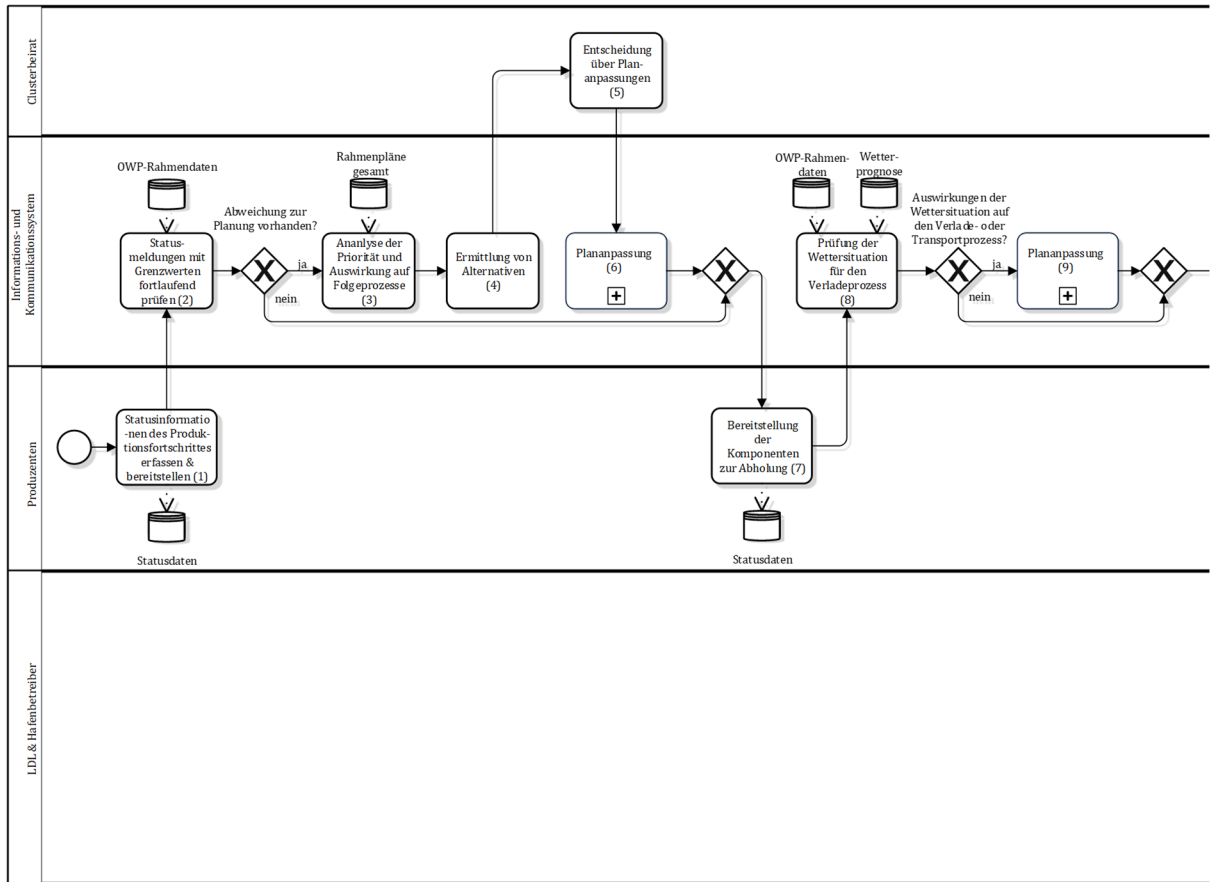 Clusterbeirat
Entscheidung
über Plan-
anpassungen
(5)
Informations- und
Kommunikationssystem
OWP-Rahmendaten
Status-
meldungen mit
Grenzwerten
fortlaufend
prüfen (2)
Abweichung zur
Planung vorhanden?
ja
nein
Rahmenpläne
gesamt
Ananlyse der
Priorität und
Auswirkung auf
Folgeprozesse
(3)
Ermittlung von
Alternativen
(4)
Plananpassung
(6)
OWP-Rahmen-
daten
Wetter-
prognose
Prüfung der
Wettersituation
für den
Verladeprozess
(8)
Auswirkungen der
Wettersituation auf
den Verlade- oder
Transportprozess?
ja
nein
Plananpassung
(9)
Produzenten
Statusinformatio
-nen des Produk-
tionsfortschrittes
erfassen &
bereitstellen (1)
Statusdaten
Bereitstellung
der
Komponenten
zur Abholung (7)
Statusdaten
LDL & Hafenbetreiber